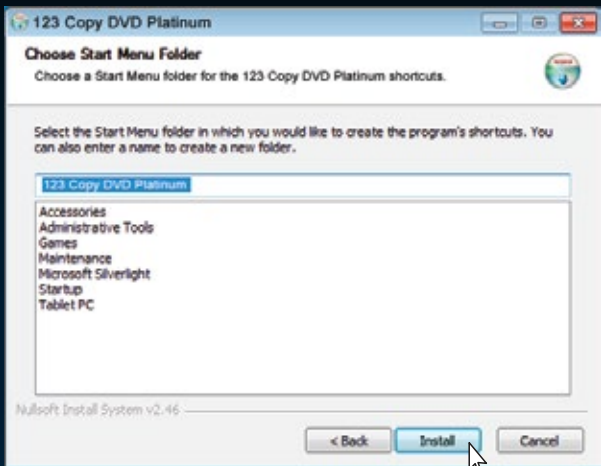 123 Copy DVD Platinum
Choose Start Menu Folder
Choose a Start Menu folder for the 123 Copy DVD Platinum shortcuts.
Select the Start Menu folder in which you would like to create the program's shortcuts. You
can also enter a name to create a new folder.
123 Copy DVD Platinum
Accessories
Administrative Tools
Games
Maintenance
Microsoft Silverlight
Startup
Tablet PC
Nullsoft Install System v2.46
< Back Install Cancel